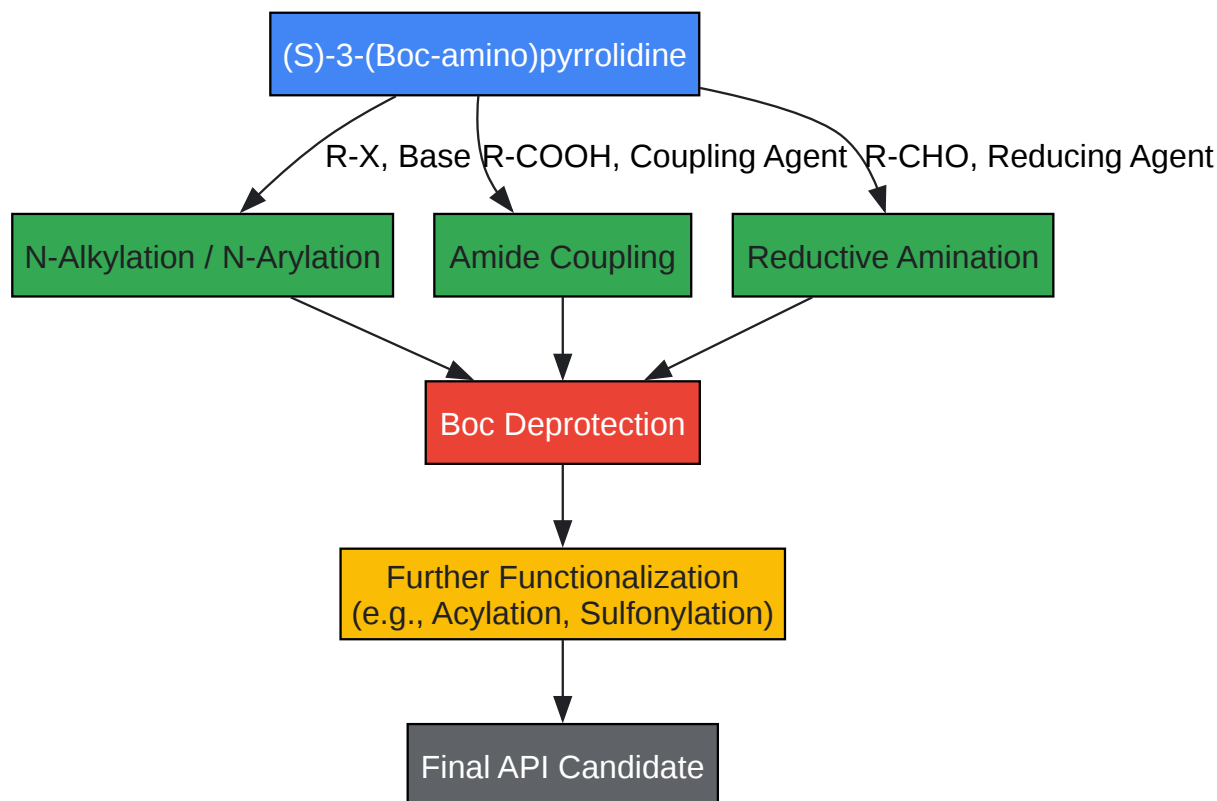 (S)-3-(Boc-amino)pyrrolidine
R-X, Base
R-COOH, Coupling Agent
R-CHO, Reducing Agent
N-Alkylation / N-Arylation
Amide Coupling
Reductive Amination
Boc Deprotection
Further Functionalization
(e.g., Acylation, Sulfonylation)
Final API Candidate